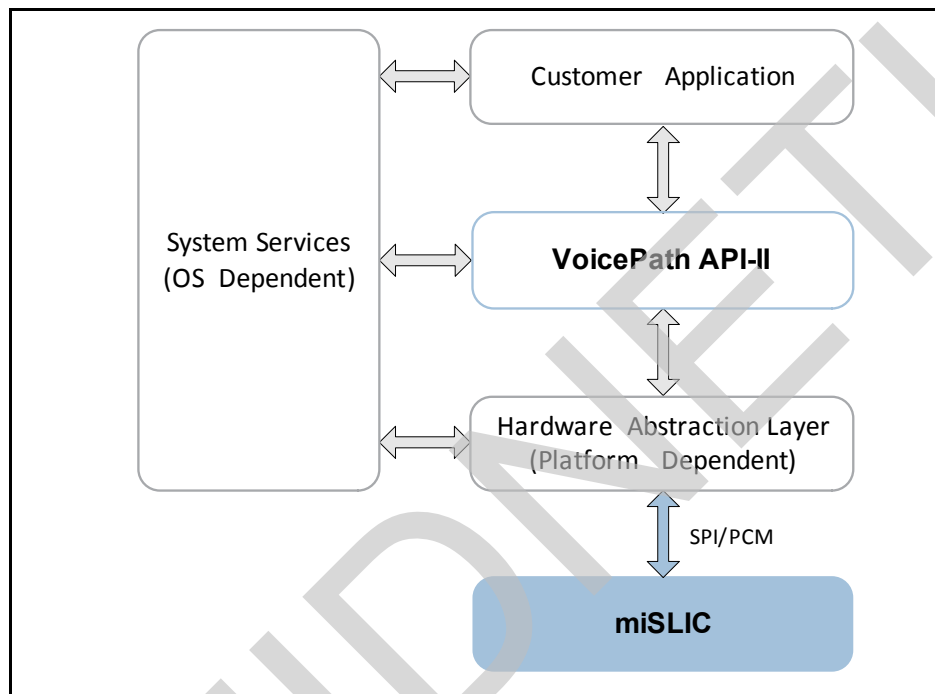 Customer Application
System Services
(OS Dependent)
VoicePath API-II
Hardware Abstraction Layer
(Platform Dependent)
SPI/PCM
miSLIC